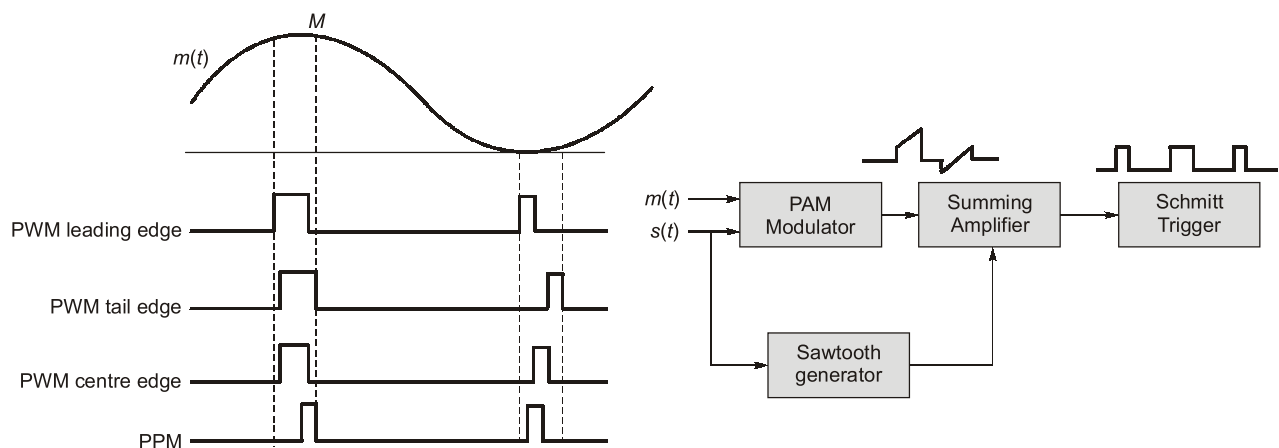 M
m(t)
PWM leading edge
PWM tail edge
PWM centre edge
PPM
m(t)
s(t)
PAM
Modulator
Summing
Amplifier
Schmitt
Trigger
Sawtooth
generator